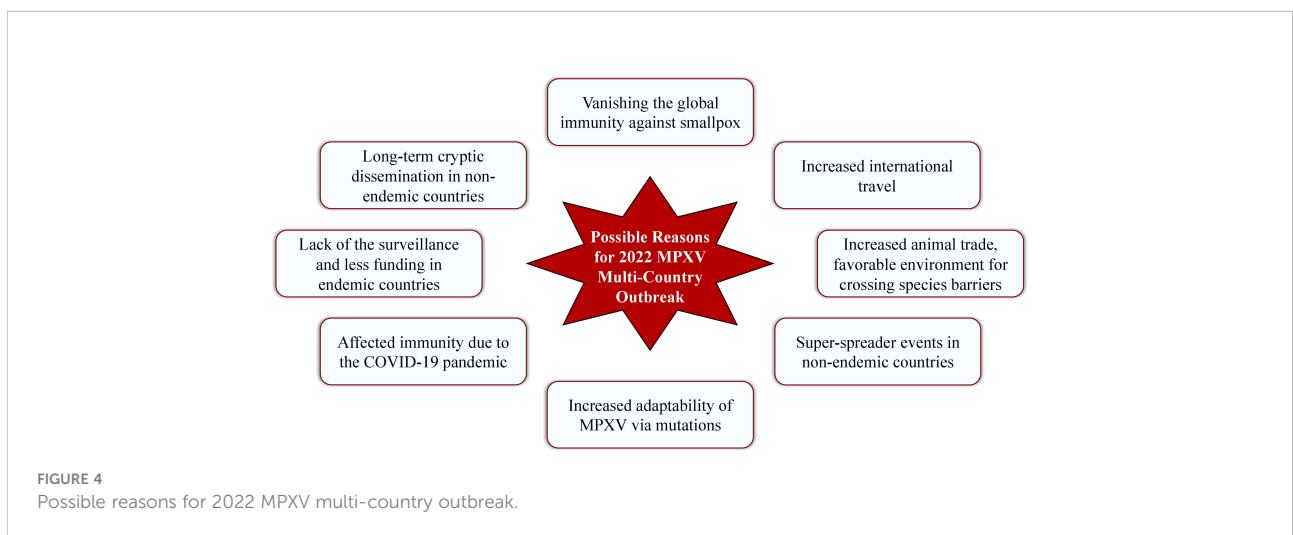 Vanishing the global
immunity against smallpox
Increased international
travel
Increased animal trade,
favorable environment for
crossing species barriers
Super-spreader events in
non-endemic countries
Increased adaptability of
MPXV via mutations
Affected immunity due to
the COVID-19 pandemic
Lack of the surveillance
and less funding in
endemic countries
Long-term cryptic
dissemination in non-
endemic countries
Possible Reasons
for 2022 MPXV
Multi-Country
Outbreak
FIGURE 4
Possible reasons for 2022 MPXV multi-country outbreak.